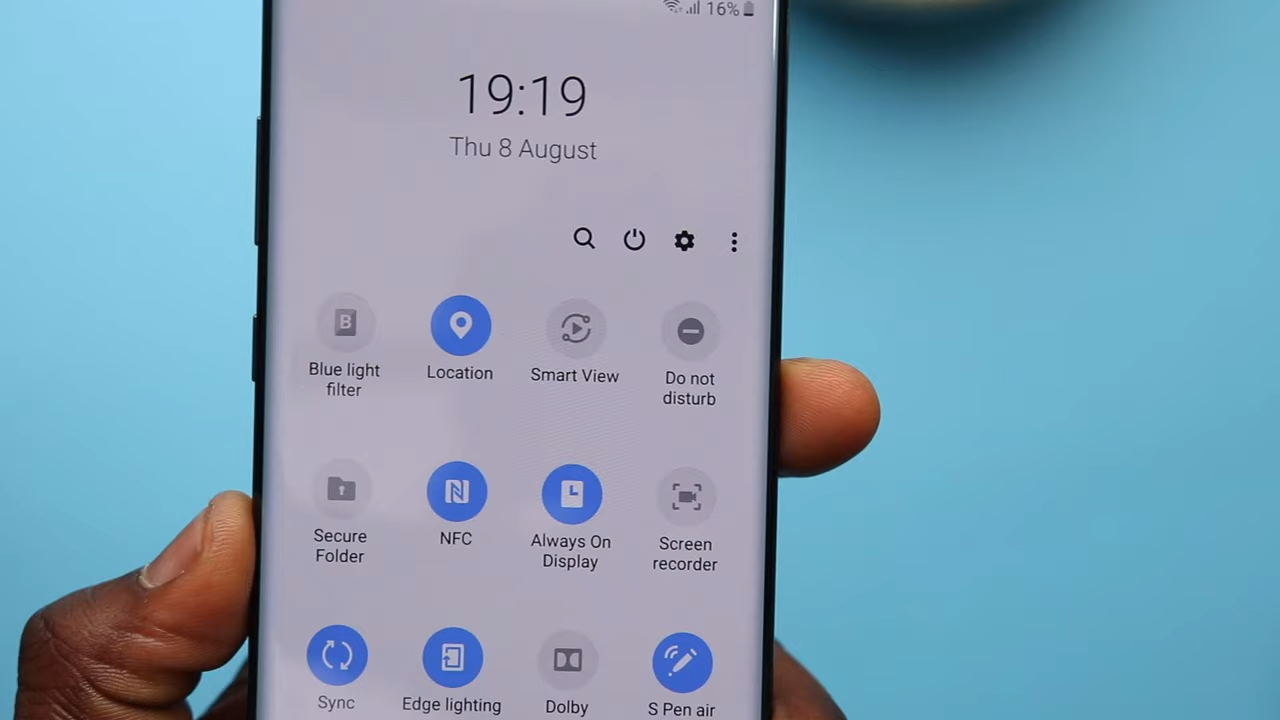 16%
19:19
Thu 8 August
B
Blue light
filter
Location
Smart View
Do not
disturb
Secure
Folder
NFC
Always On
Display
Screen
recorder
Sync
Edge lighting
Dolby
S Pen air